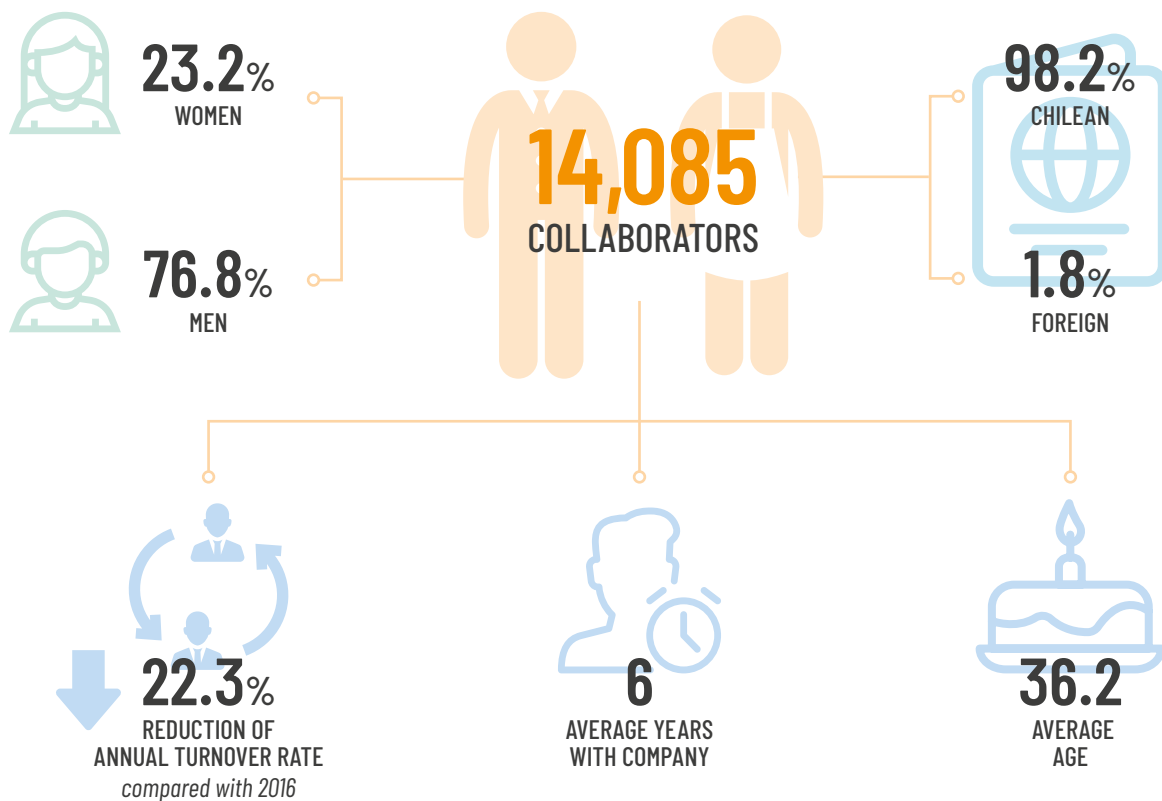 23.2%
WOMEN
76.8%
MEN
14,085
COLLABORATORS
98.2%
CHILEAN
1.8%
FOREIGN
22.3%
REDUCTION OF
ANNUAL TURNOVER RATE
compared with 2016
6
AVERAGE YEARS
WITH COMPANY
36.2
AVERAGE
AGE